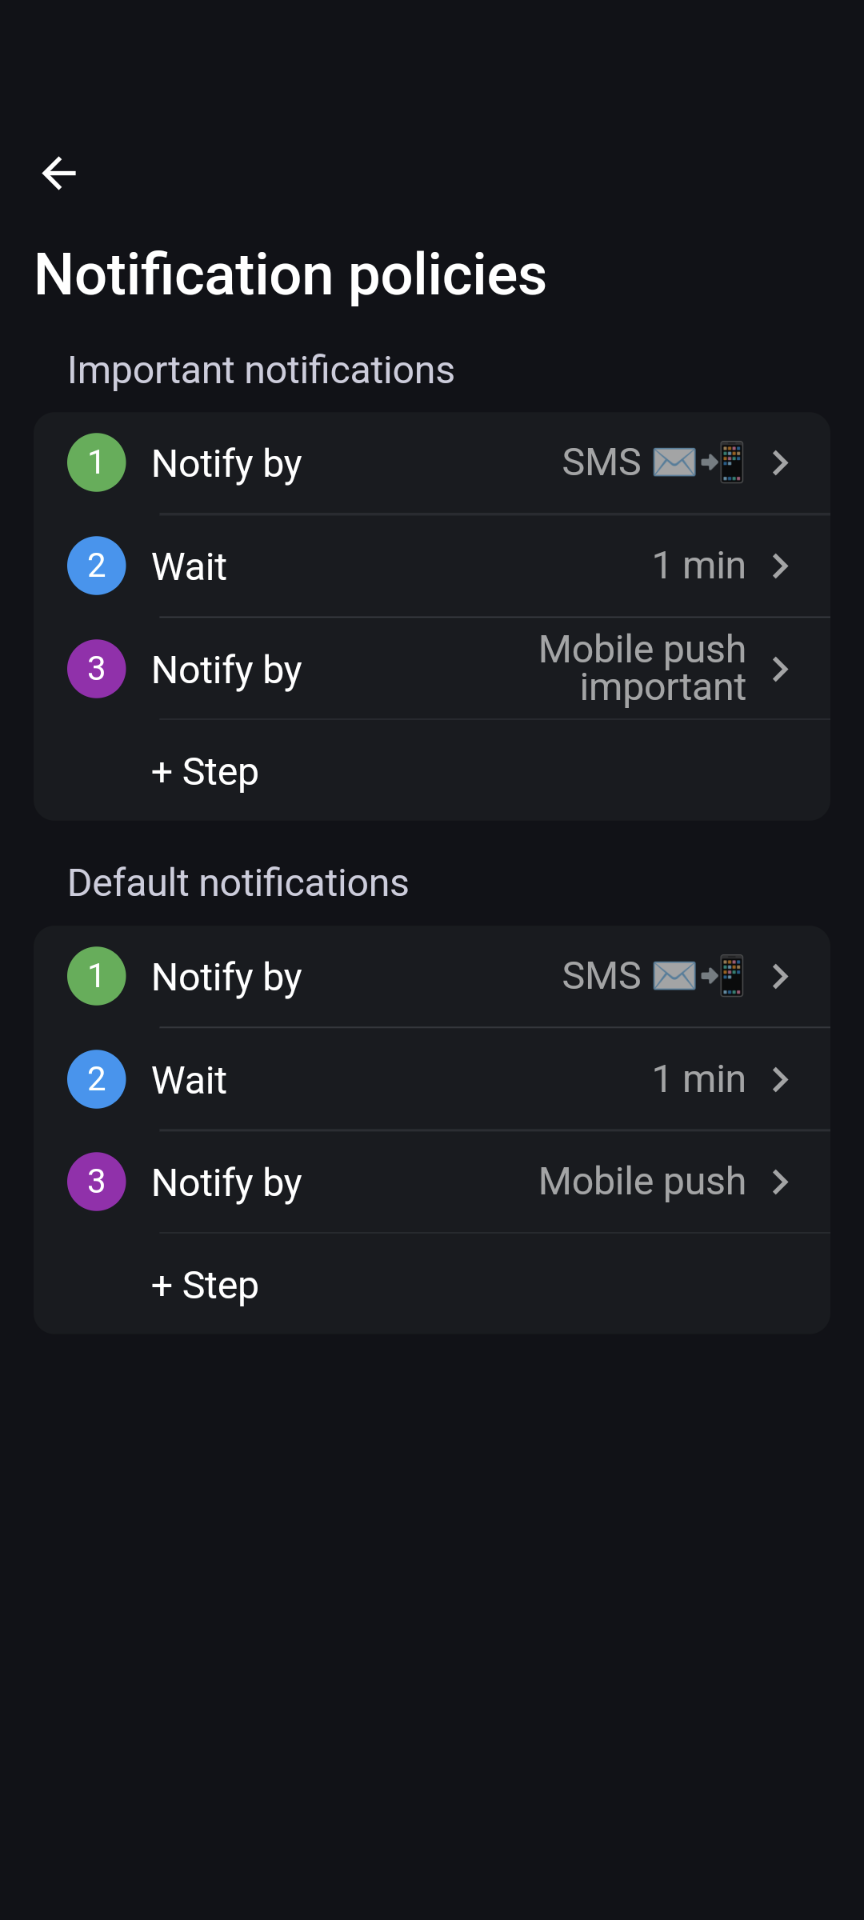 Notification policies
Important notifications
1 Notify by SMS ✉️📲
2 Wait 1 min
3 Notify by Mobile push
important
+ Step
Default notifications
1 Notify by SMS ✉️📲
2 Wait 1 min
3 Notify by Mobile push
+ Step